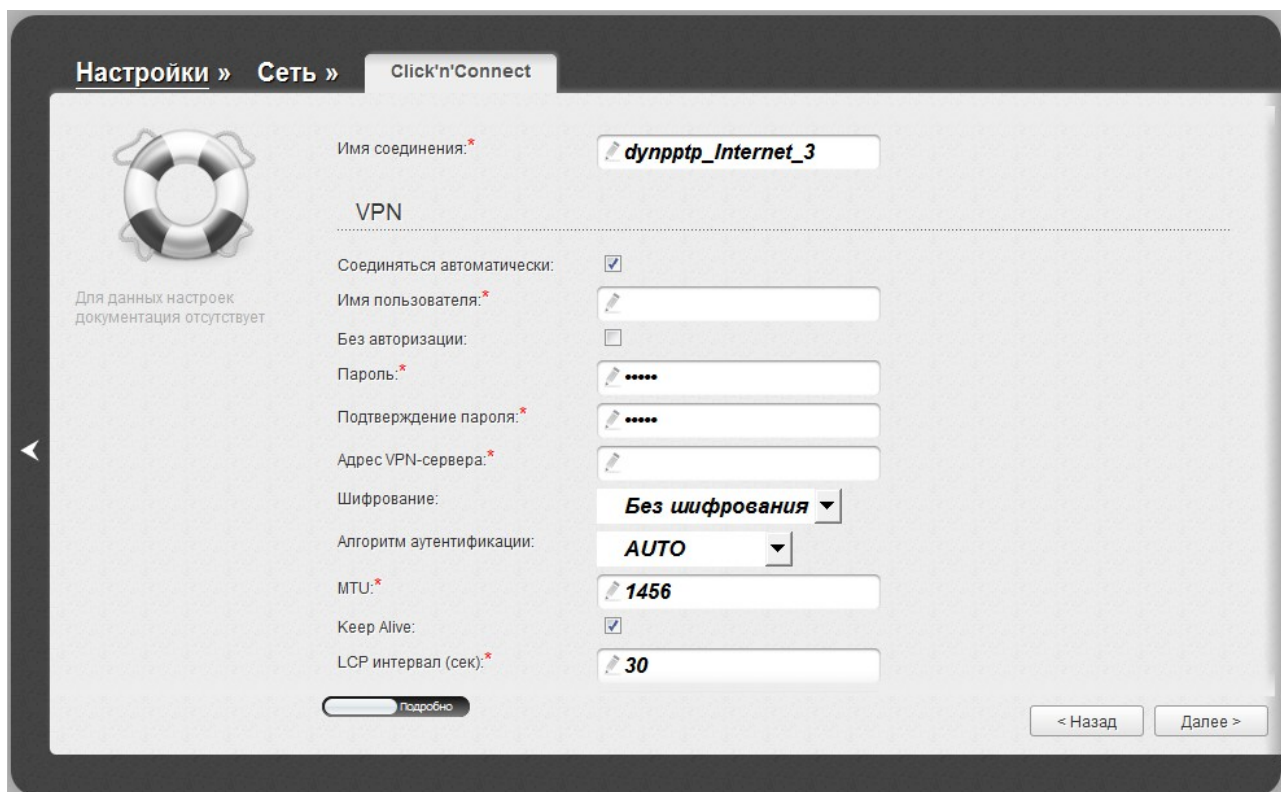 Настройки » Сеть » Click'n'Connect
Для данных настроек
документация отсутствует
Имя соединения:* dynpptp_Internet_3
VPN
Соединяться автоматически:
Имя пользователя:*
Без авторизации:
Пароль:* •••••
Подтверждение пароля:* •••••
Адрес VPN-сервера:*
Шифрование: Без шифрования
Алгоритм аутентификации: AUTO
MTU:* 1456
Keep Alive:
LCP интервал (сек):* 30
Подробно
< Назад Далее >